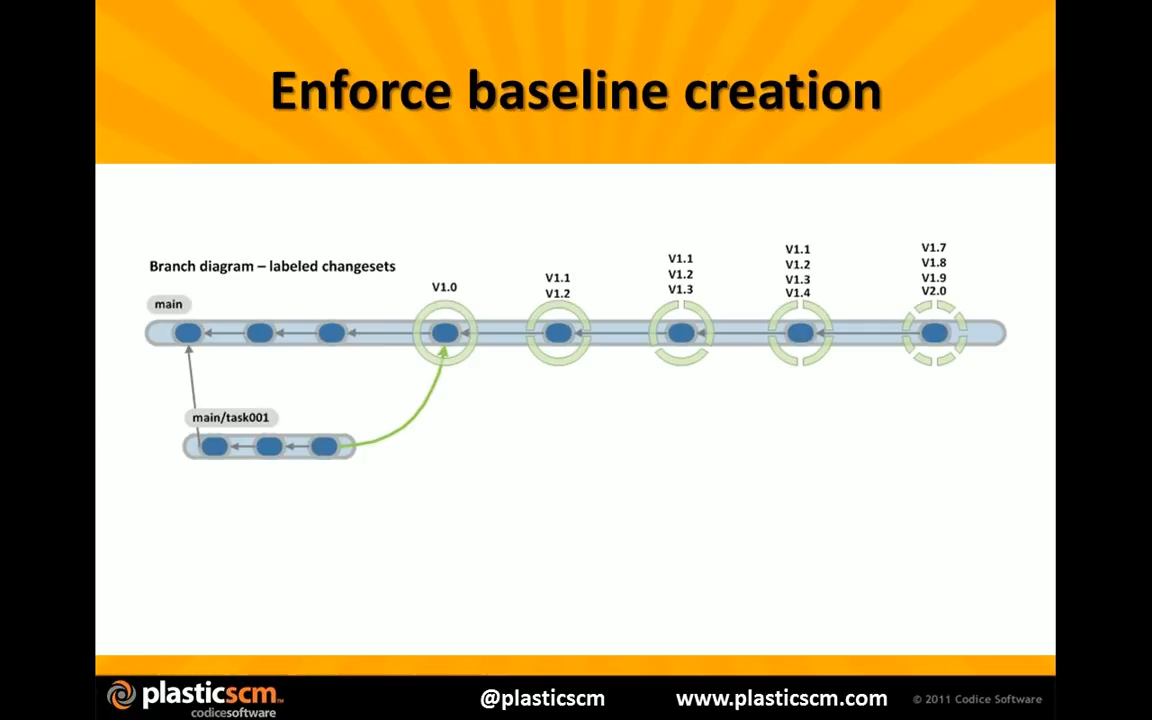 Enforce baseline creation
Branch diagram – labeled changesets
main
V1.0
V1.1
V1.2
V1.1
V1.2
V1.3
V1.1
V1.2
V1.3
V1.4
V1.7
V1.8
V1.9
V2.0
main/task001
plasticscm™
codicesoftware
@plasticscm
www.plasticscm.com
© 2011 Codice Software